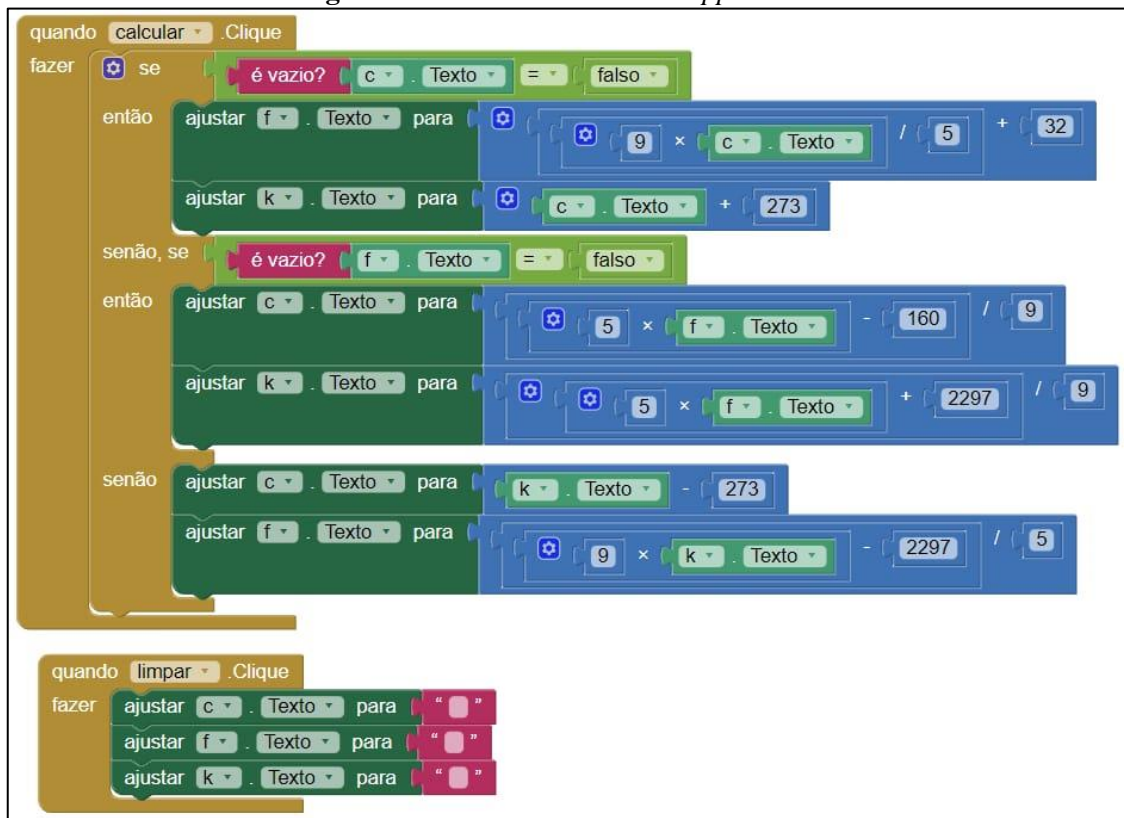 quando calcular .Clique
fazer se é vazio? c . Texto = falso
então ajustar f . Texto para 9 × c . Texto / 5 + 32
ajustar k . Texto para c . Texto + 273
senão, se é vazio? f . Texto = falso
então ajustar c . Texto para 5 × f . Texto - 160 / 9
ajustar k . Texto para 5 × f . Texto + 2297 / 9
senão ajustar c . Texto para k . Texto - 273
ajustar f . Texto para 9 × k . Texto - 2297 / 5
quando limpar .Clique
fazer ajustar c . Texto para “ ”
ajustar f . Texto para “ ”
ajustar k . Texto para “ ”